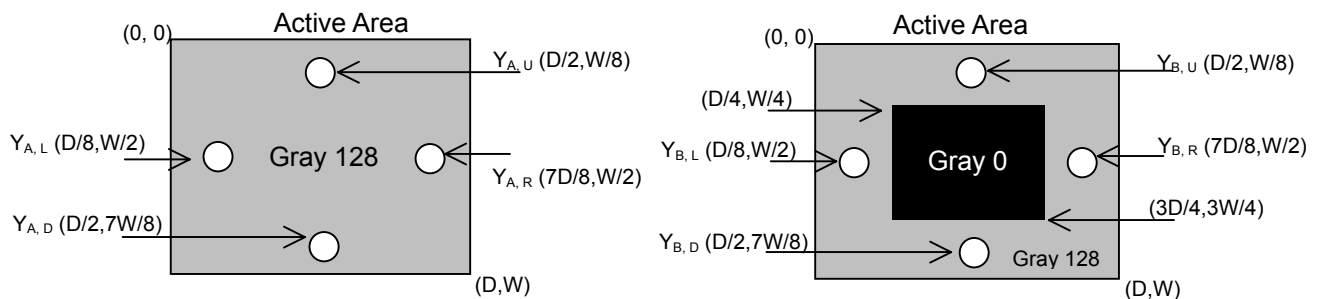 Active Area
(0, 0)
YA, U (D/2,W/8)
YA, L (D/8,W/2)
Gray 128
YA, R (7D/8,W/2)
YA, D (D/2,7W/8)
(D,W)
Active Area
(0, 0)
YB, U (D/2,W/8)
(D/4,W/4)
YB, L (D/8,W/2)
Gray 0
YB, R (7D/8,W/2)
(3D/4,3W/4)
YB, D (D/2,7W/8)
Gray 128
(D,W)